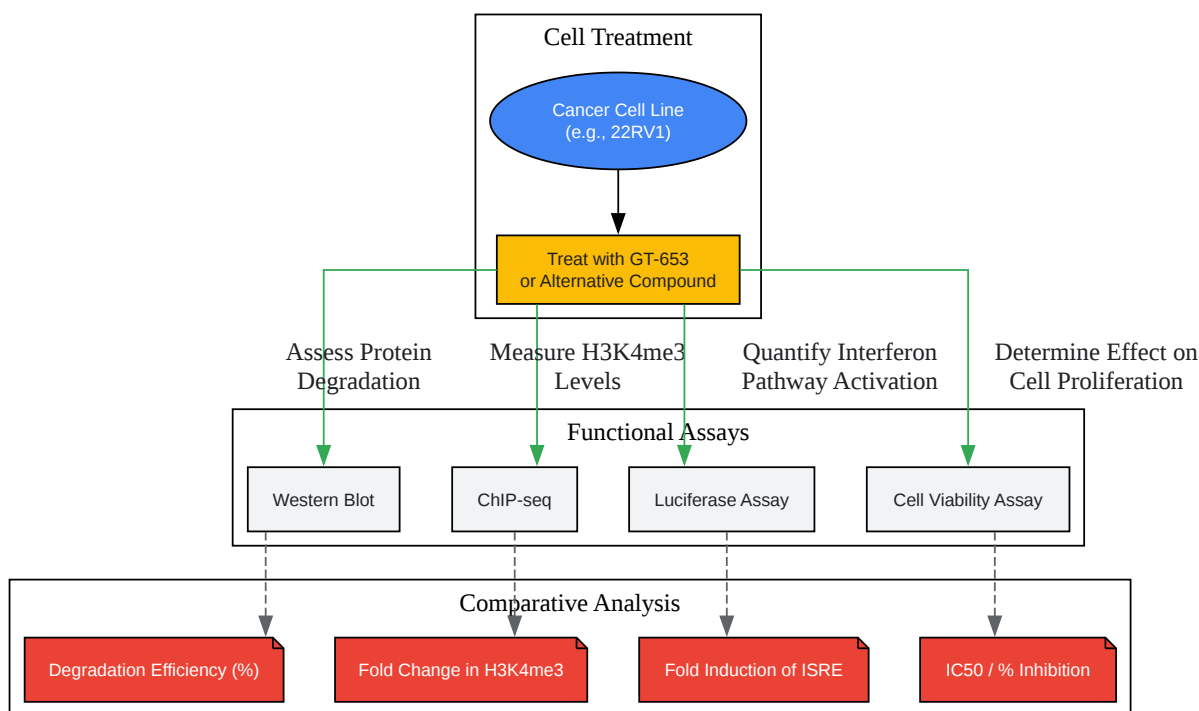 Cell Treatment
Cancer Cell Line
(e.g., 22RV1)
Treat with GT-653
or Alternative Compound
Assess Protein
Degradation
Measure H3K4me3
Levels
Quantify Interferon
Pathway Activation
Determine Effect on
Cell Proliferation
Functional Assays
Western Blot
ChIP-seq
Luciferase Assay
Cell Viability Assay
Comparative Analysis
Degradation Efficiency (%)
Fold Change in H3K4me3
Fold Induction of ISRE
IC50 / % Inhibition